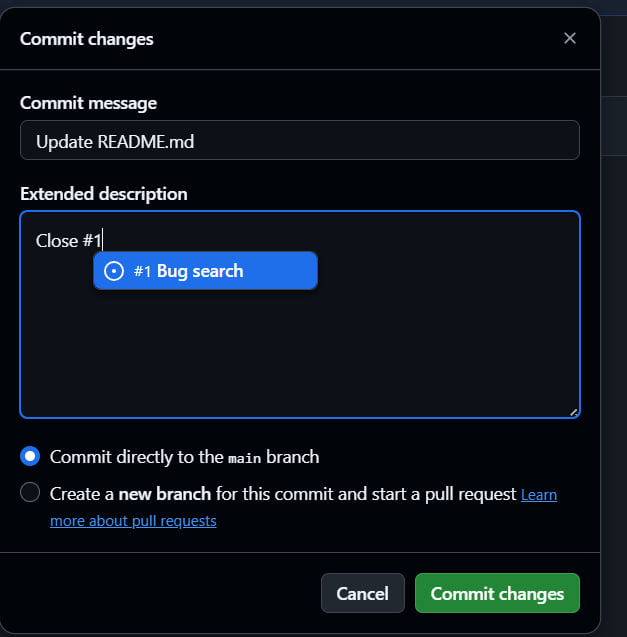 Commit changes
Commit message
Update README.md
Extended description
Close #1
#1 Bug search
Commit directly to the main branch
Create a new branch for this commit and start a pull request Learn
more about pull requests
Cancel
Commit changes